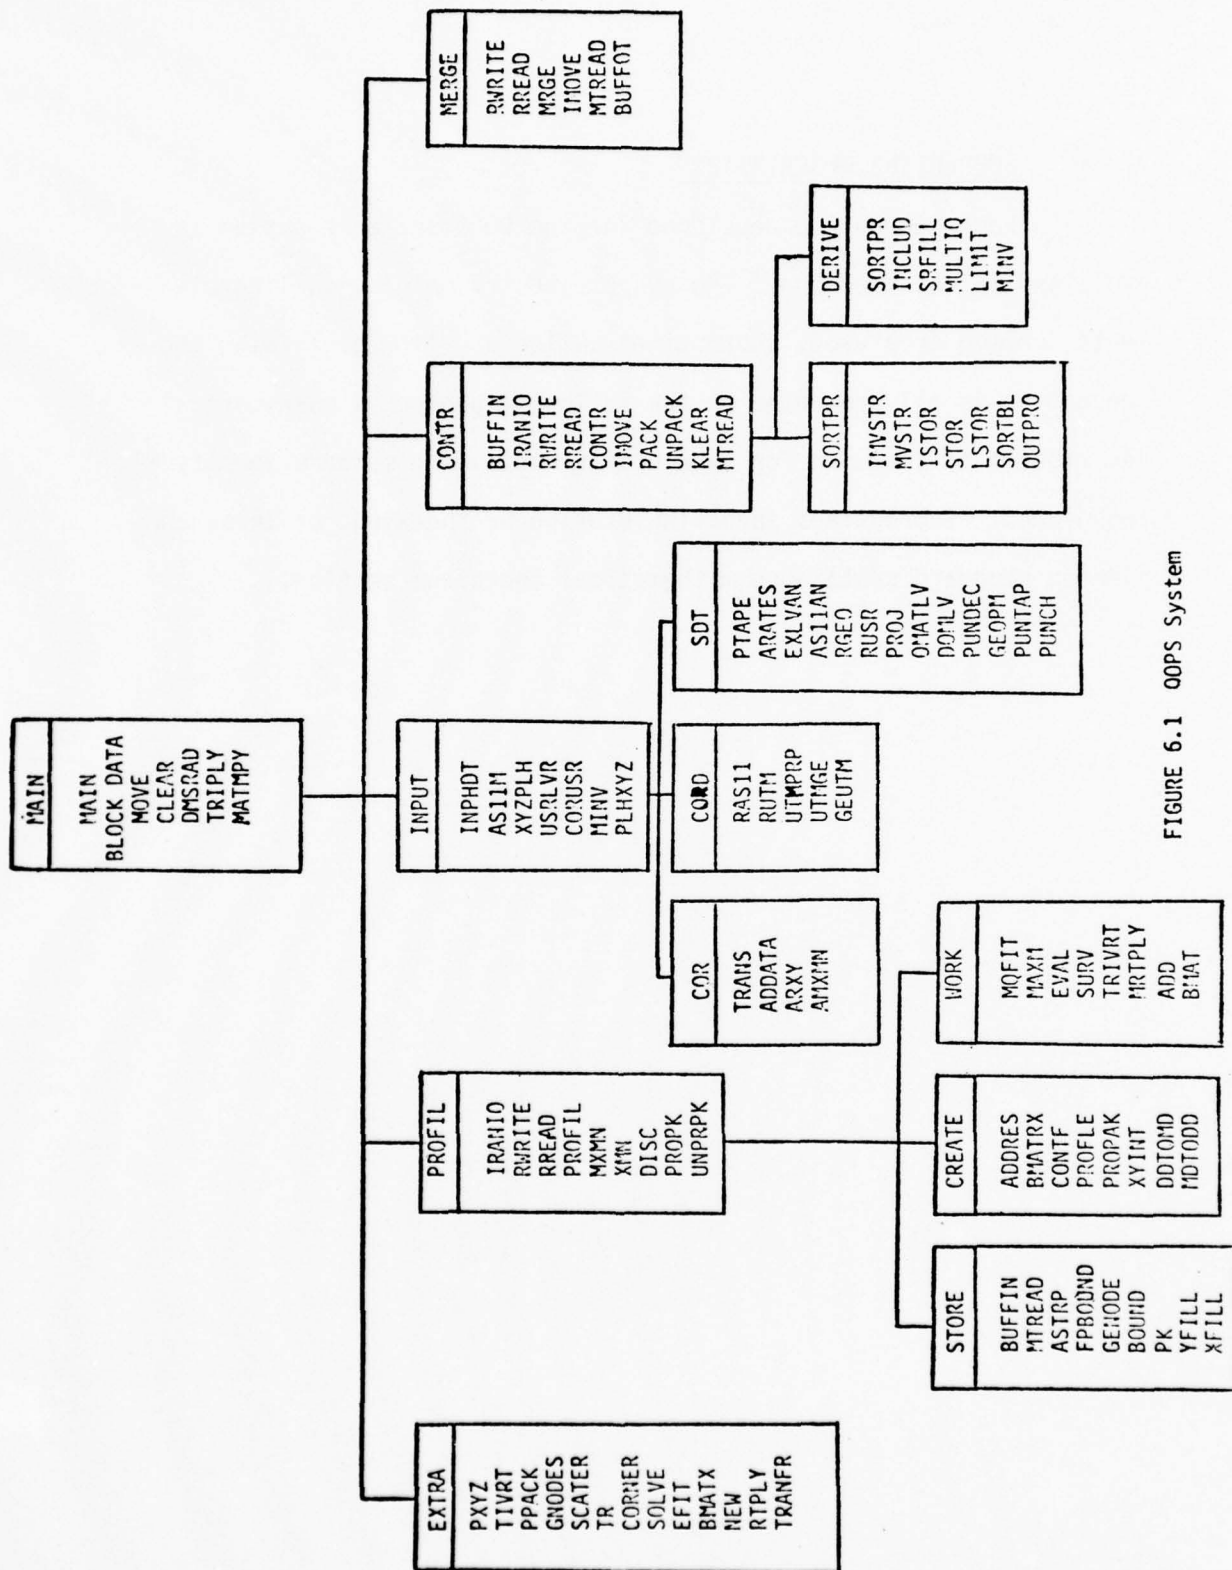 MAIN
MAIN
BLOCK DATA
MOVE
CLEAR
DMSRAD
TRIPLY
MATMPY
EXTRA
PXYZ
TIVRT
PPACK
GNODES
SCATER
TR
CORNER
SOLVE
EFIT
BMATX
NEW
RTPLY
TRANFR
PROFIL
IRANIO
RWRITE
RREAD
PROFIL
MXMN
XMN
DISC
PROPK
UNPRPK
INPUT
INPHDT
AS11M
XYZPLH
USRLVR
CORUSR
MINV
PLHXYZ
CONTR
BUFFIN
IRANIO
RWRITE
RREAD
CONTR
IMOVE
PACK
UNPACK
KLEAR
MTREAD
MERGE
RWRITE
RREAD
MRGE
IMOVE
MTREAD
BUFFOT
STORE
BUFFIN
MTREAD
ASTRP
FPBOUND
GENODE
BOUND
PK
YFILL
XFILL
CREATE
ADDRES
BMATRX
CONTF
PROFLE
PROPAK
XYINT
DDTOMD
MDTODD
WORK
MQFIT
MAXM
EVAL
SURV
TRIVRT
MRTPLY
ADD
BMAT
COR
TRANS
ADDATA
ARXY
AMXMN
CORD
RAS11
RUTM
UTMPRP
UTMGE
GEUTM
SDT
PTAPE
ARATES
EXLVAN
AS11AN
RGEO
RUSR
PROJ
OMATLV
DOMLV
PUNDEC
GEOPM
PUNTAP
PUNCH
SORTPR
IMVSTR
MVSTR
ISTOR
STOR
LSTOR
SORTBL
OUTPRO
DERIVE
SORTPR
INCLUD
SRFILL
MULTIQ
LIMIT
MINV
FIGURE 6.1 QOPS System